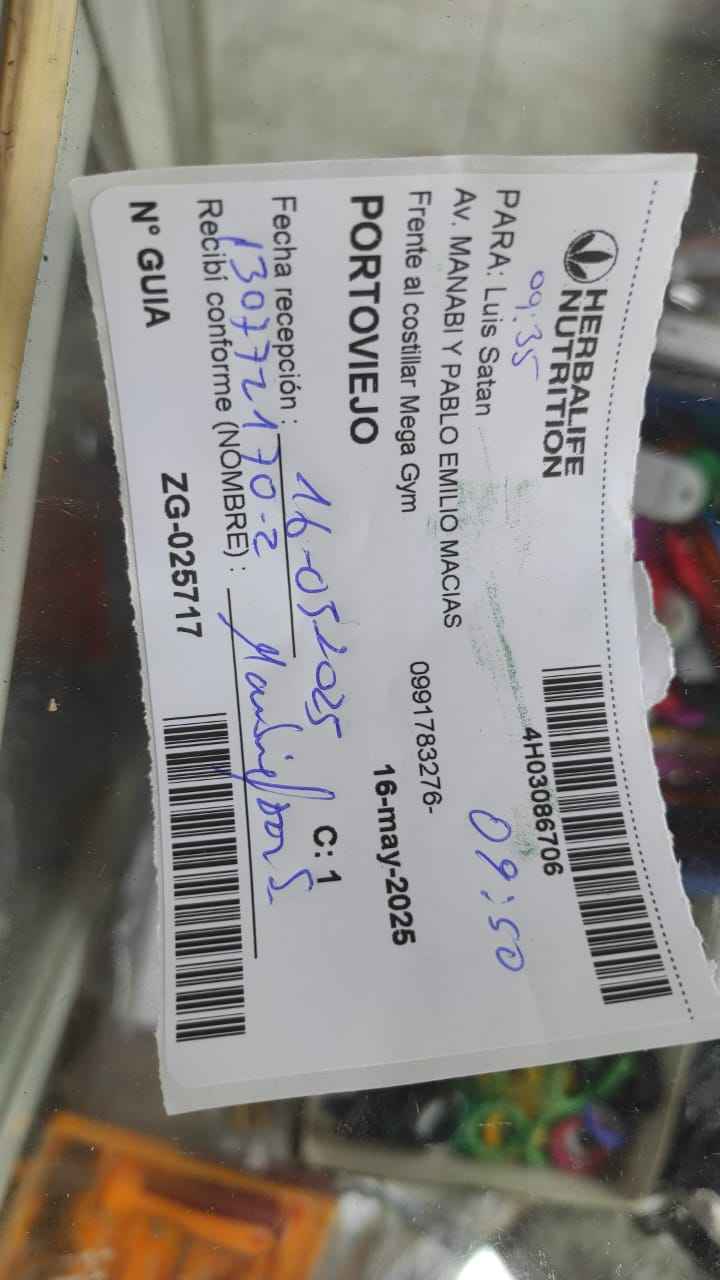 HERBALIFE
NUTRITION
4H03086706
09:35
09:50
PARA: Luis Satan
Av. MANABI Y PABLO EMILIO MACIAS
Frente al costillar Mega Gym
0991783276-
PORTOVIEJO
16-may-2025
Fecha recepción :
16-05-2025
C: 1
130772170-2
Recibí conforme (NOMBRE) :
N° GUIA
ZG-025717